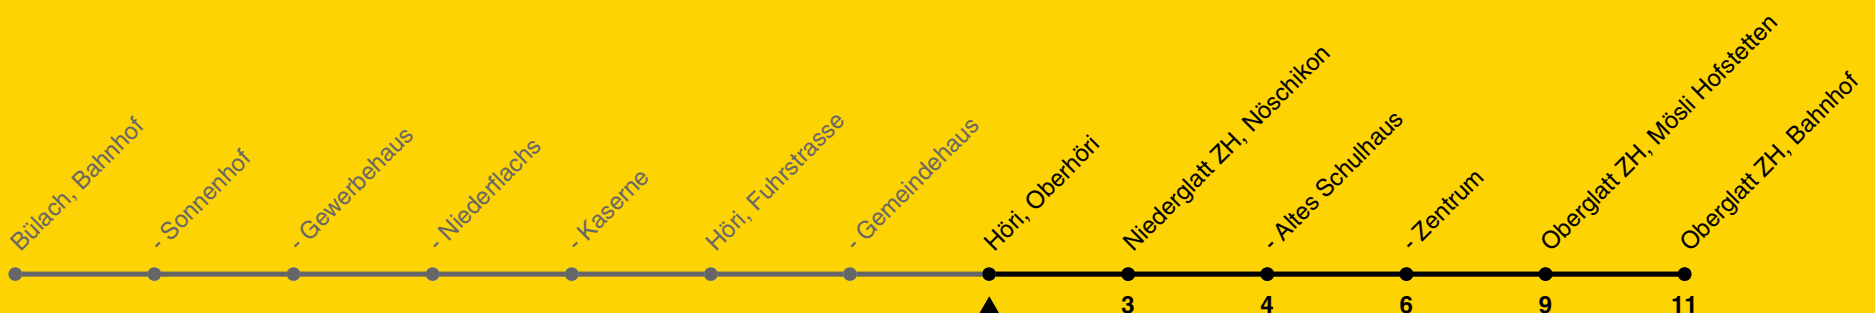 Bülach, Bahnhof
- Sonnenhof
- Gewerbehaus
- Niederflachs
- Kaserne
Höri, Fuhrstrasse
- Gemeindehaus
Höri, Oberhöri
Niederglatt ZH, Nöschikon
- Altes Schulhaus
- Zentrum
Oberglatt ZH, Mösli Hofstetten
Oberglatt ZH, Bahnhof
3 4 6 9 11